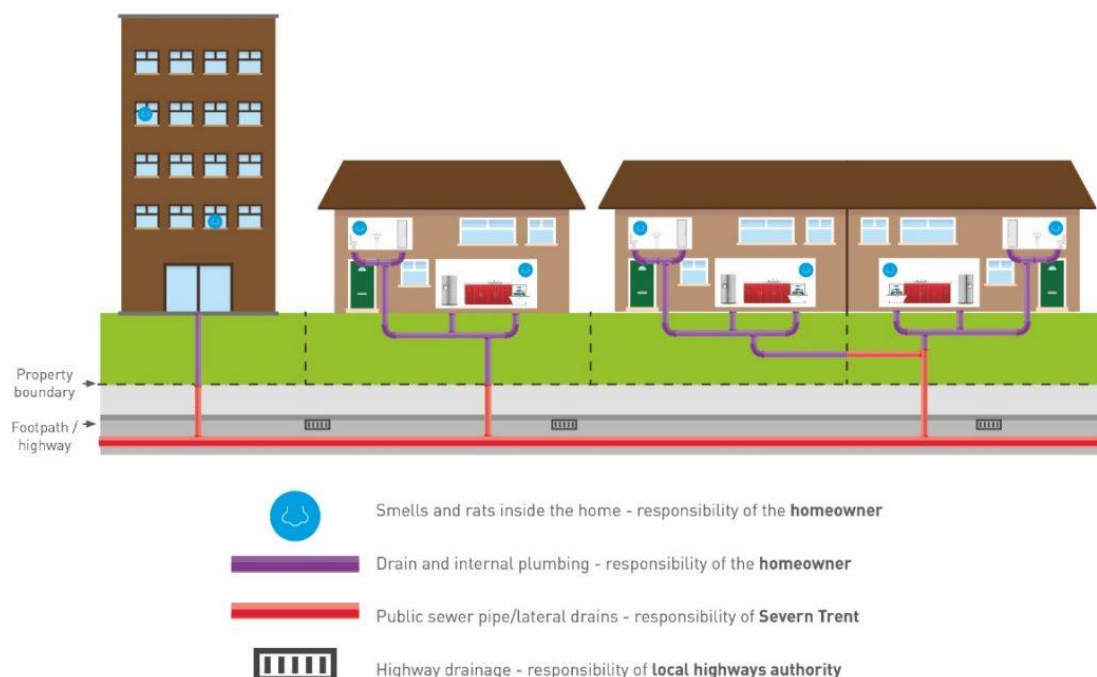 Property
boundary
Footpath /
highway
Smells and rats inside the home - responsibility of the homeowner
Drain and internal plumbing - responsibility of the homeowner
Public sewer pipe/lateral drains - responsibility of Severn Trent
Highway drainage - responsibility of local highways authority